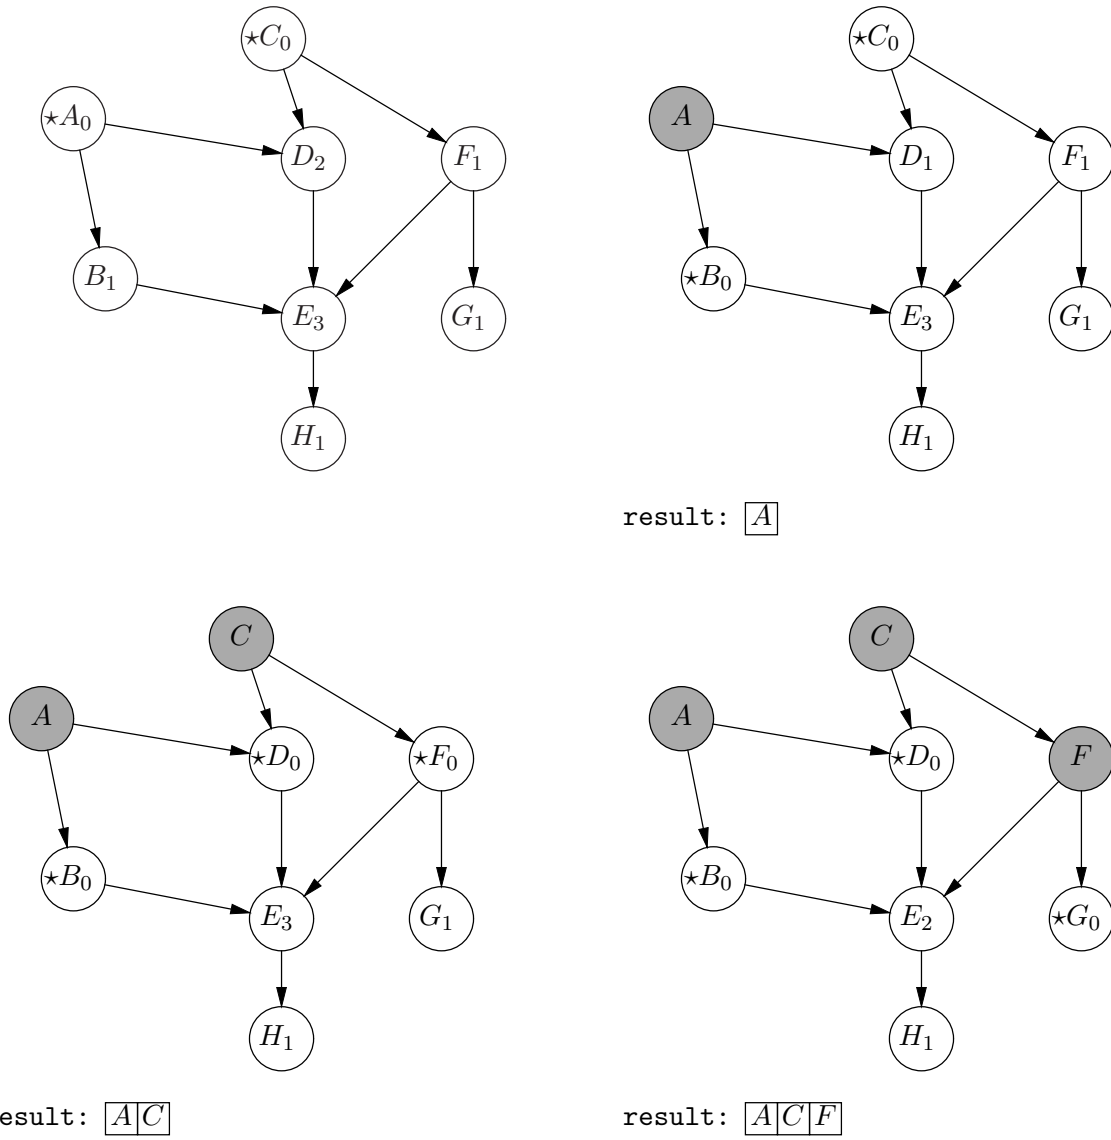 ⋆C₀ ⋆C₀
⋆A₀ A
D₂ F₁ D₁ F₁
B₁ ⋆B₀
E₃ G₁ E₃ G₁
H₁ H₁
result: A
C C
A A
⋆D₀ ⋆F₀ ⋆D₀ F
⋆B₀ ⋆B₀
E₃ G₁ E₂ ⋆G₀
H₁ H₁
esult: A C result: A C F